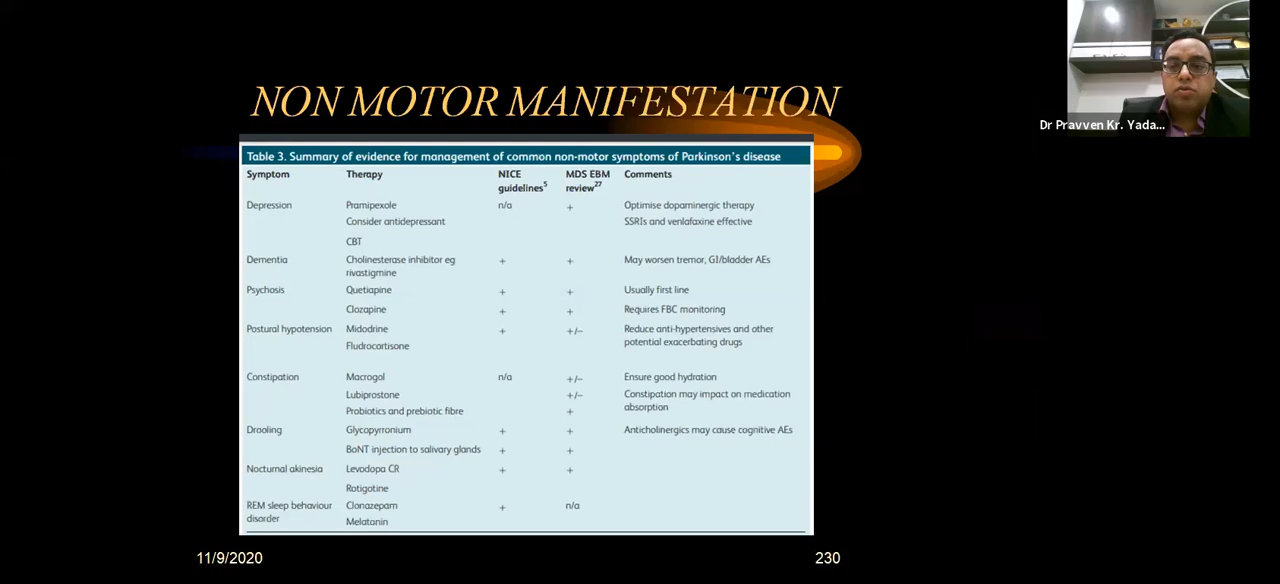 NON MOTOR MANIFESTATION
Dr Pravven Kr. Yada...
Table 3. Summary of evidence for management of common non-motor symptoms of Parkinson's disease
Symptom Therapy NICE guidelines5 MDS EBM review27 Comments
Depression Pramipexole n/a + Optimise dopaminergic therapy
Consider antidepressant SSRIs and venlafaxine effective
CBT
Dementia Cholinesterase inhibitor eg rivastigmine + + May worsen tremor, GI/bladder AEs
Psychosis Quetiapine + + Usually first line
Clozapine + + Requires FBC monitoring
Postural hypotension Midodrine + +/– Reduce anti-hypertensives and other potential exacerbating drugs
Fludrocortisone
Constipation Macrogol n/a +/– Ensure good hydration
Lubiprostone +/– Constipation may impact on medication absorption
Probiotics and prebiotic fibre +
Drooling Glycopyrronium + + Anticholinergics may cause cognitive AEs
BoNT injection to salivary glands + +
Nocturnal akinesia Levodopa CR + +
Rotigotine
REM sleep behaviour disorder Clonazepam + n/a
Melatanin
11/9/2020
230